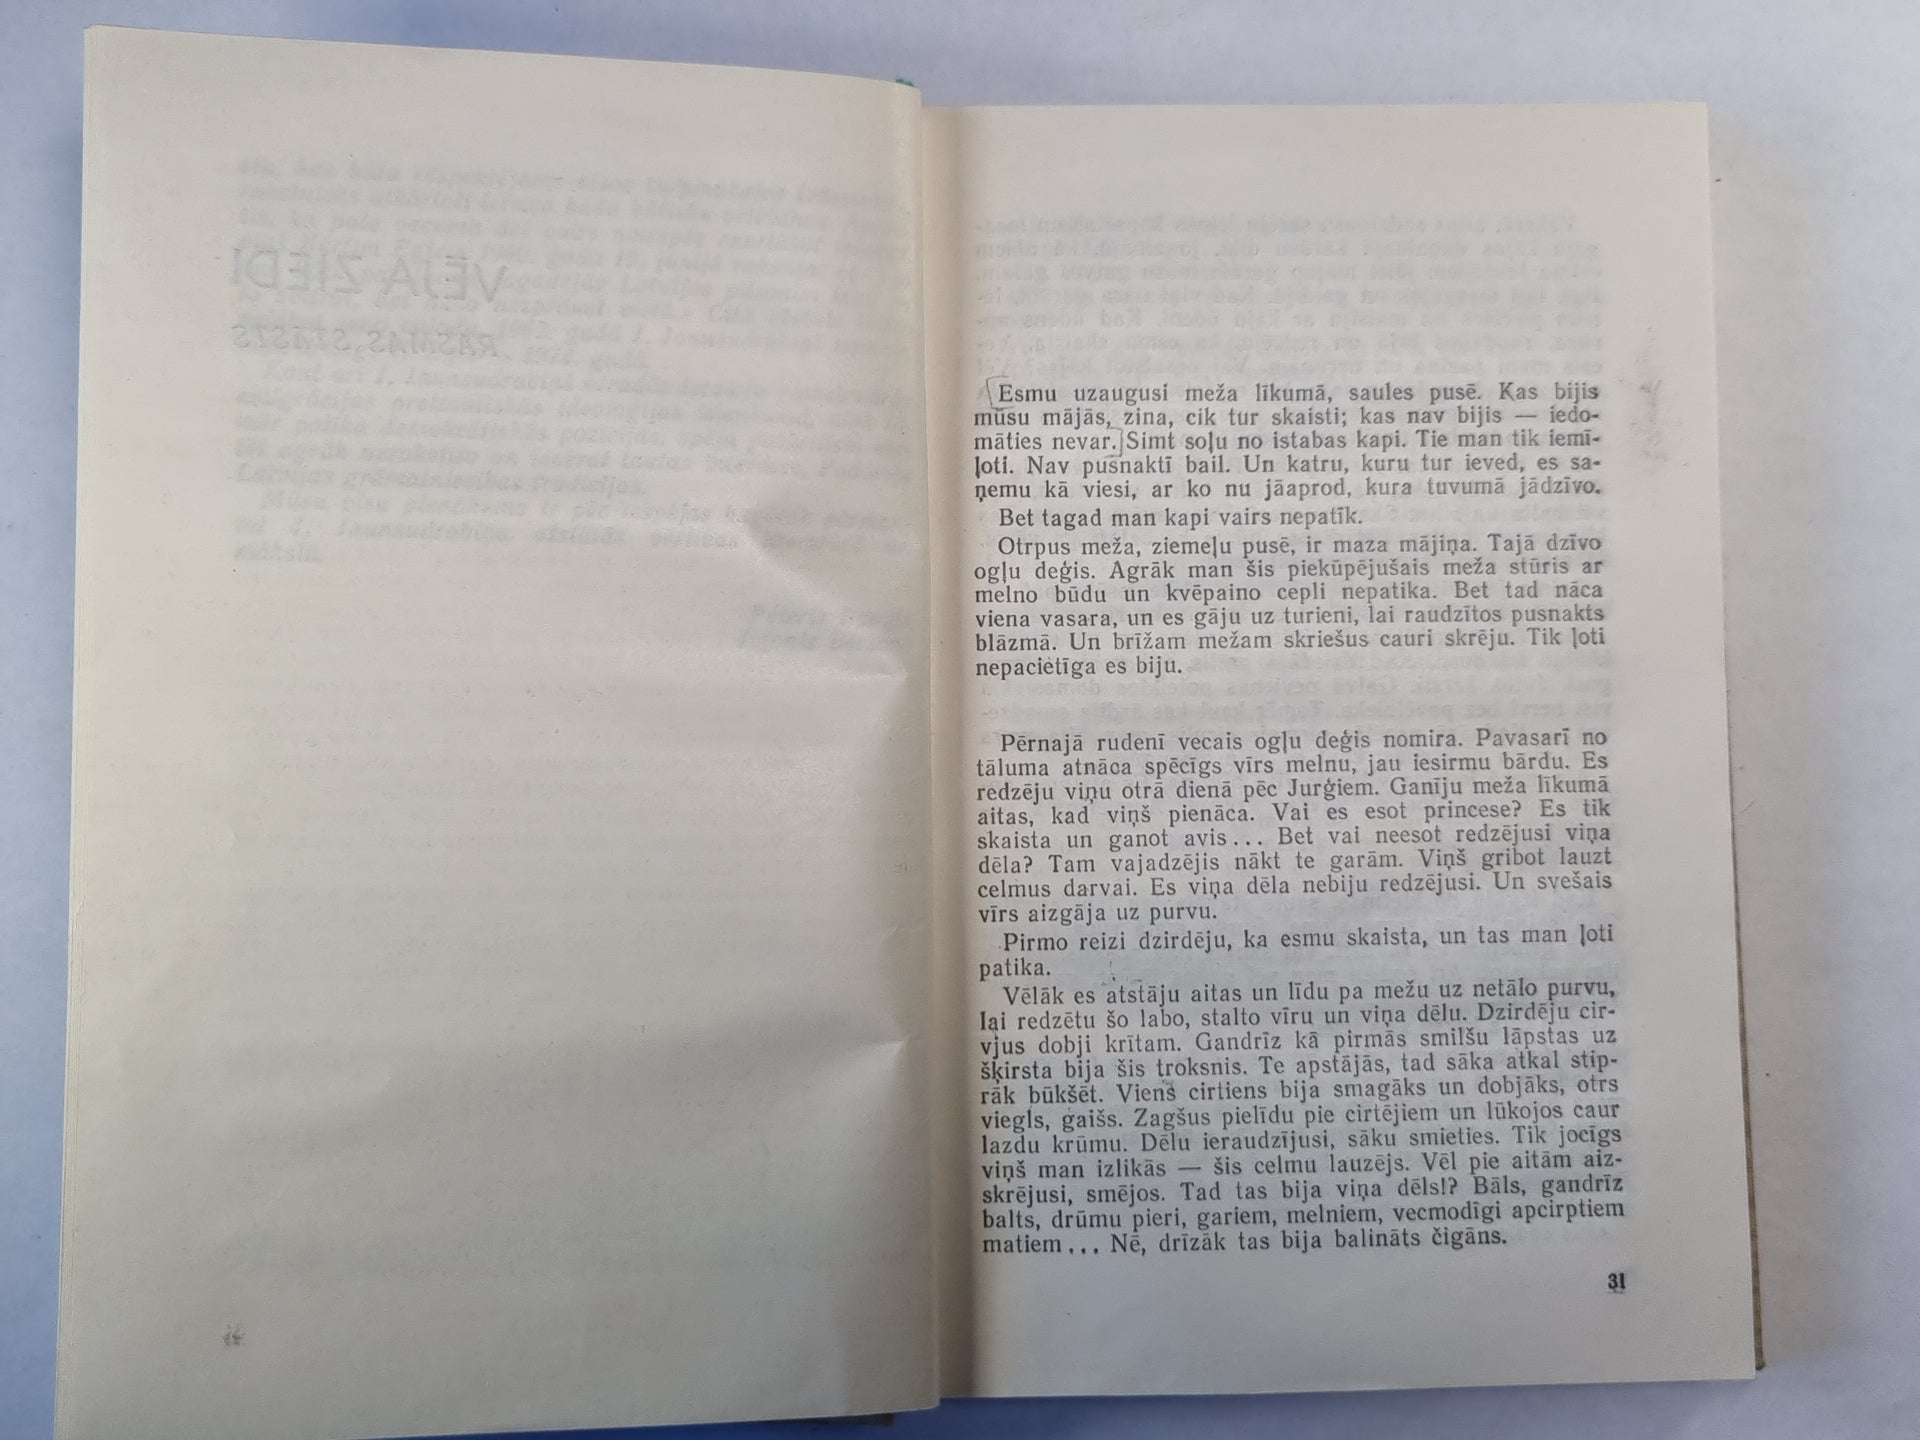 VĒJA ZIEDI
RASMAS STĀSTS
Esmu uzaugusi meža līkumā, saules pusē. Kas bijis
mūsu mājās, zina, cik tur skaisti; kas nav bijis — iedo-
māties nevar. Simt soļu no istabas kapi. Tie man tik iemī-
ļoti. Nav pusnaktī bail. Un katru, kuru tur ieved, es sa-
ņemu kā viesi, ar ko nu jāaprod, kura tuvumā jādzīvo.
Bet tagad man kapi vairs nepatīk.
Otrpus meža, ziemeļu pusē, ir maza mājiņa. Tajā dzīvo
ogļu deģis. Agrāk man šis piekūpējušais meža stūris ar
melno būdu un kvēpaino cepli nepatika. Bet tad nāca
viena vasara, un es gāju uz turieni, lai raudzītos pusnakts
blāzmā. Un brīžam mežam skriešus cauri skrēju. Tik ļoti
nepacietīga es biju.
Pērnajā rudenī vecais ogļu deģis nomira. Pavasarī no
tāluma atnāca spēcīgs vīrs melnu, jau iesirmu bārdu. Es
redzēju viņu otrā dienā pēc Jurģiem. Ganīju meža līkumā
aitas, kad viņš pienāca. Vai es esot princese? Es tik
skaista un ganot avis... Bet vai neesot redzējusi viņa
dēla? Tam vajadzējis nākt te garām. Viņš gribot lauzt
celmus darvai. Es viņa dēla nebiju redzējusi. Un svešais
vīrs aizgāja uz purvu.
Pirmo reizi dzirdēju, ka esmu skaista, un tas man ļoti
patika.
Vēlāk es atstāju aitas un līdu pa mežu uz netālo purvu,
lai redzētu šo labo, stalto vīru un viņa dēlu. Dzirdēju cir-
vjus dobji krītam. Gandrīz kā pirmās smilšu lāpstas uz
šķirsta bija šis troksnis. Te apstājās, tad sāka atkal stip-
rāk būkšēt. Viens cirtiens bija smagāks un dobjāks, otrs
viegls, gaišs. Zagšus pielīdu pie cirtējiem un lūkojos caur
lazdu krūmu. Dēlu ieraudzījusi, sāku smieties. Tik jocīgs
viņš man izlikās — šis celmu lauzējs. Vēl pie aitām aiz-
skrējusi, smējos. Tad tas bija viņa dēls!? Bāls, gandrīz
balts, drūmu pieri, gariem, melniem, vecmodīgi apcirptiem
matiem... Nē, drīzāk tas bija balināts čigāns.
31